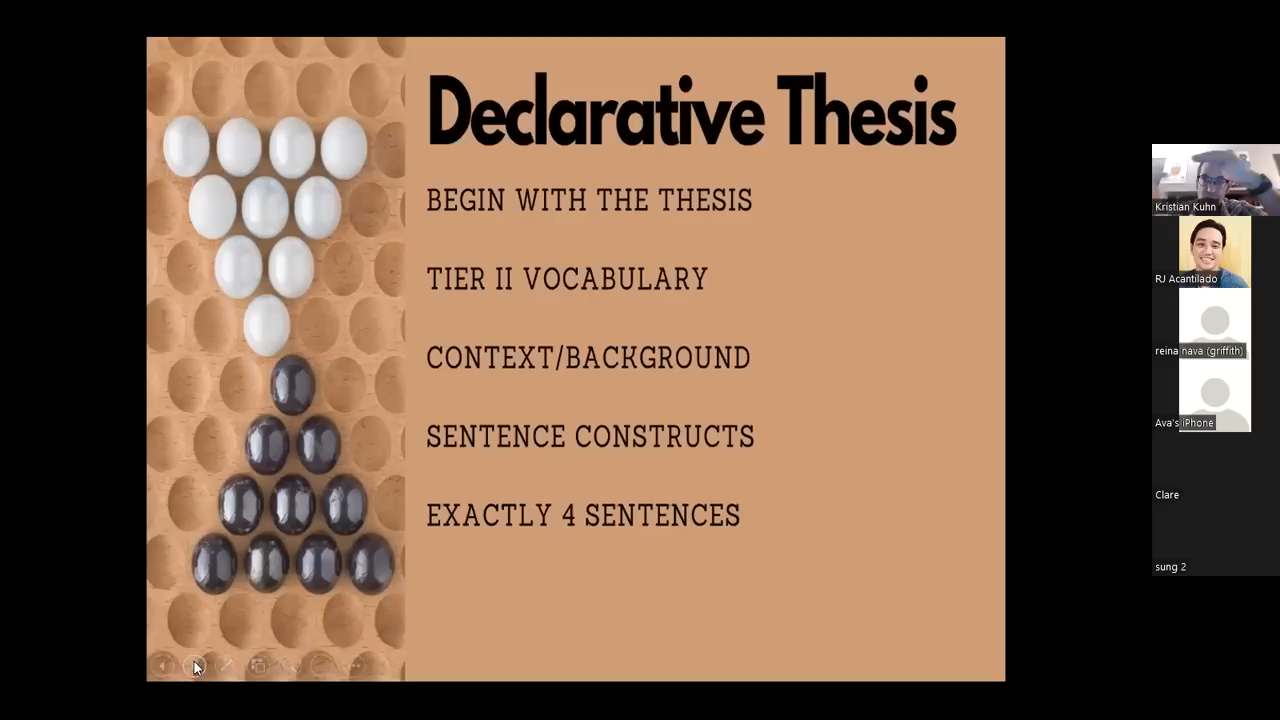 Declarative Thesis
BEGIN WITH THE THESIS
TIER II VOCABULARY
CONTEXT/BACKGROUND
SENTENCE CONSTRUCTS
EXACTLY 4 SENTENCES
Kristian Kuhn
RJ Acantilado
reina nava (griffith)
Ava's iPhone
Clare
sung 2